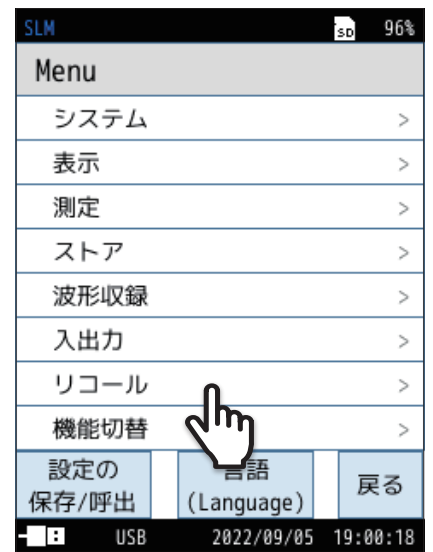 SLM SD 96%
Menu
システム >
表示 >
測定 >
ストア >
波形収録 >
入出力 >
リコール >
機能切替 >
設定の
保存/呼出
言語
(Language)
戻る
USB 2022/09/05 19:00:18